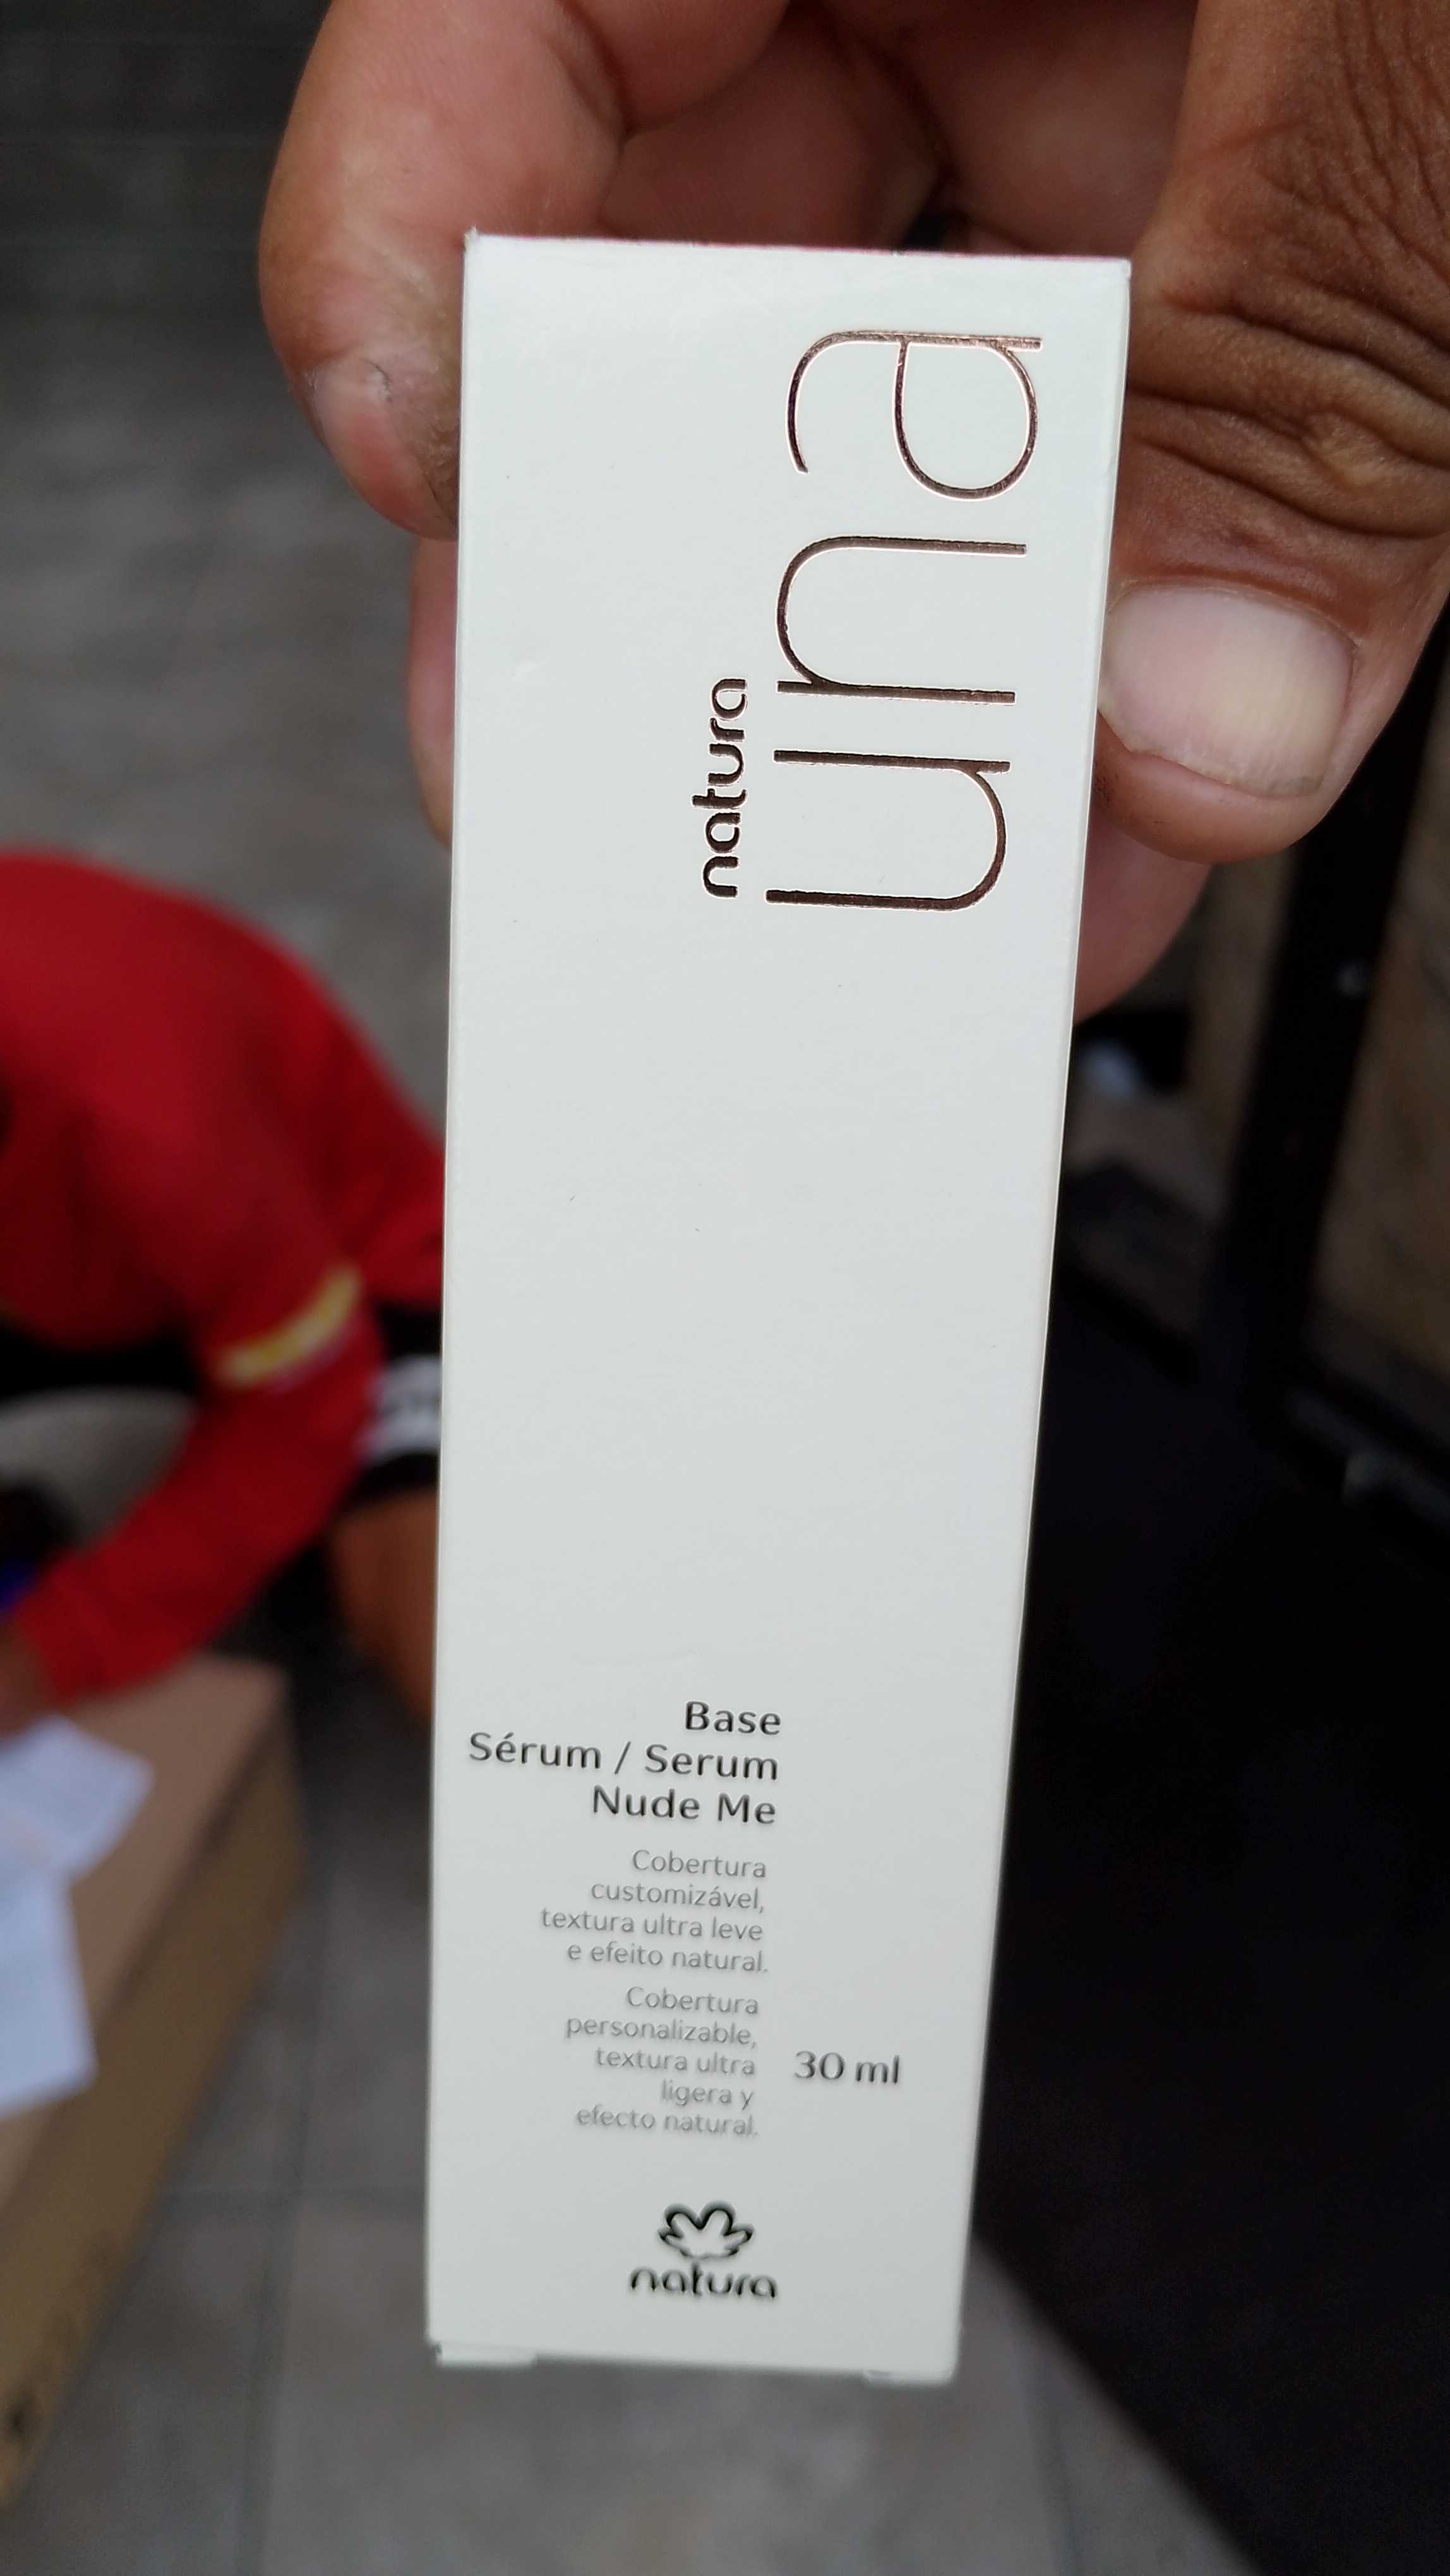 natura
una
Base
Sérum / Serum
Nude Me
Cobertura
customizável,
textura ultra leve
e efeito natural.
Cobertura
personalizable,
textura ultra
ligera y
efecto natural.
30 ml
natura